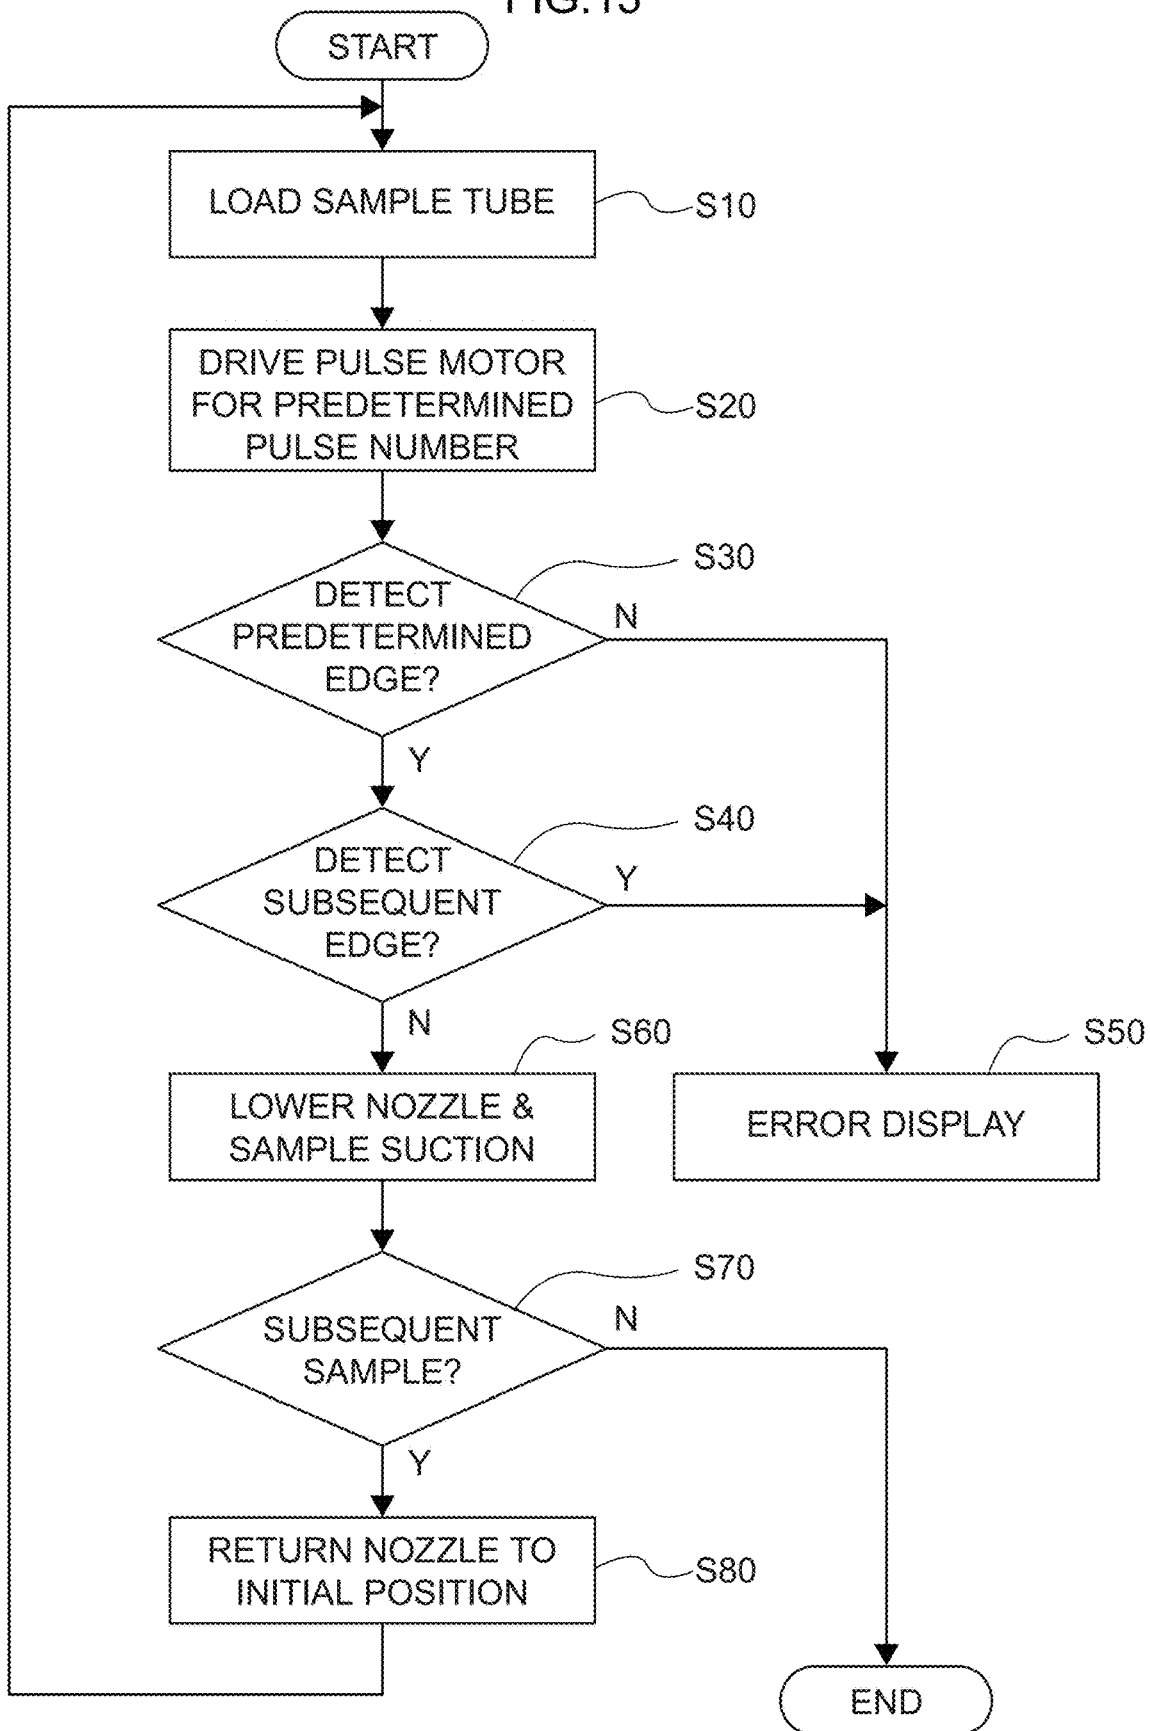 START
LOAD SAMPLE TUBE
S10
DRIVE PULSE MOTOR
FOR PREDETERMINED
PULSE NUMBER
S20
S30
DETECT
PREDETERMINED
EDGE?
N
Y
S40
DETECT
SUBSEQUENT
EDGE?
Y
N
S60
LOWER NOZZLE &
SAMPLE SUCTION
S50
ERROR DISPLAY
S70
SUBSEQUENT
SAMPLE?
N
Y
RETURN NOZZLE TO
INITIAL POSITION
S80
END